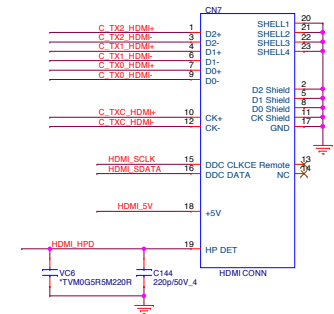 CN7
C_TX2_HDMI+ 1 D2+ SHELL1 20
C_TX2_HDMI- 3 D2- SHELL2 21
C_TX1_HDMI+ 4 D1+ SHELL3 22
C_TX1_HDMI- 6 D1- SHELL4 23
C_TX0_HDMI+ 7 D0+
C_TX0_HDMI- 9 D0-
D2 Shield 2
D1 Shield 5
D0 Shield 8
C_TXC_HDMI+ 10 CK+ CK Shield 11
C_TXC_HDMI- 12 CK- GND 17
HDMI_SCLK 15 DDC CLK CE Remote 13
HDMI_SDATA 16 DDC DATA NC 14
HDMI_5V 18 +5V
HDMI_HPD 19 HP DET
HDMI CONN
VC6 C144
*TVM0G5R5M220R 220p/50V_4